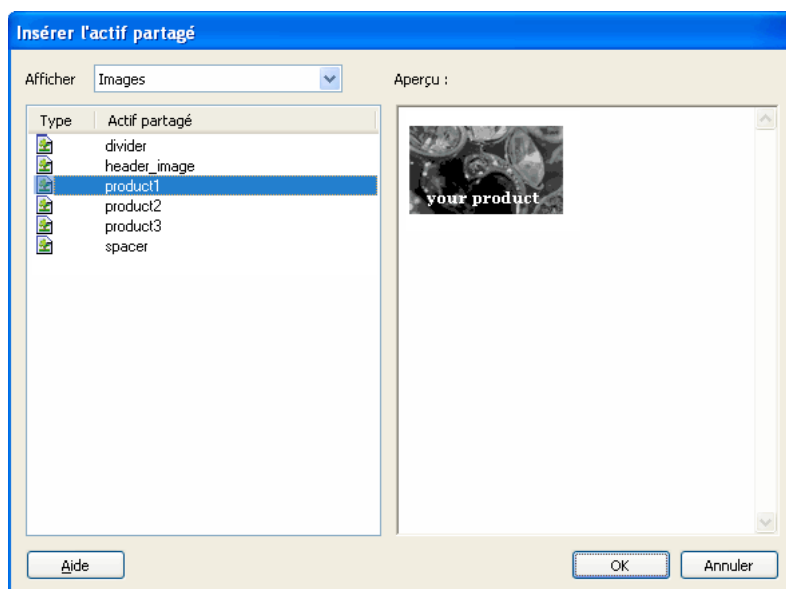 Insérer l'actif partagé
Afficher Images Aperçu :
Type Actif partagé
divider
header_image
product1
product2
product3
spacer
your product
Aide OK Annuler